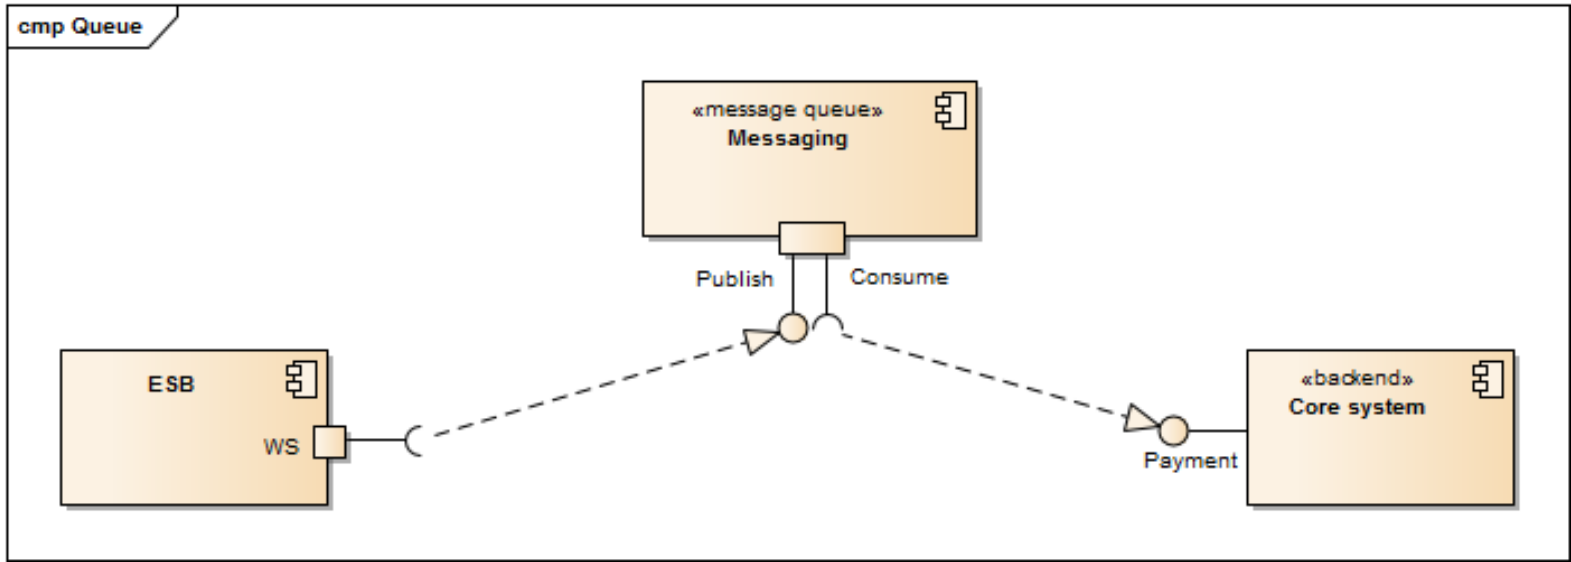 cmp Queue
«message queue»
Messaging
Publish
Consume
ESB
WS
«backend»
Core system
Payment